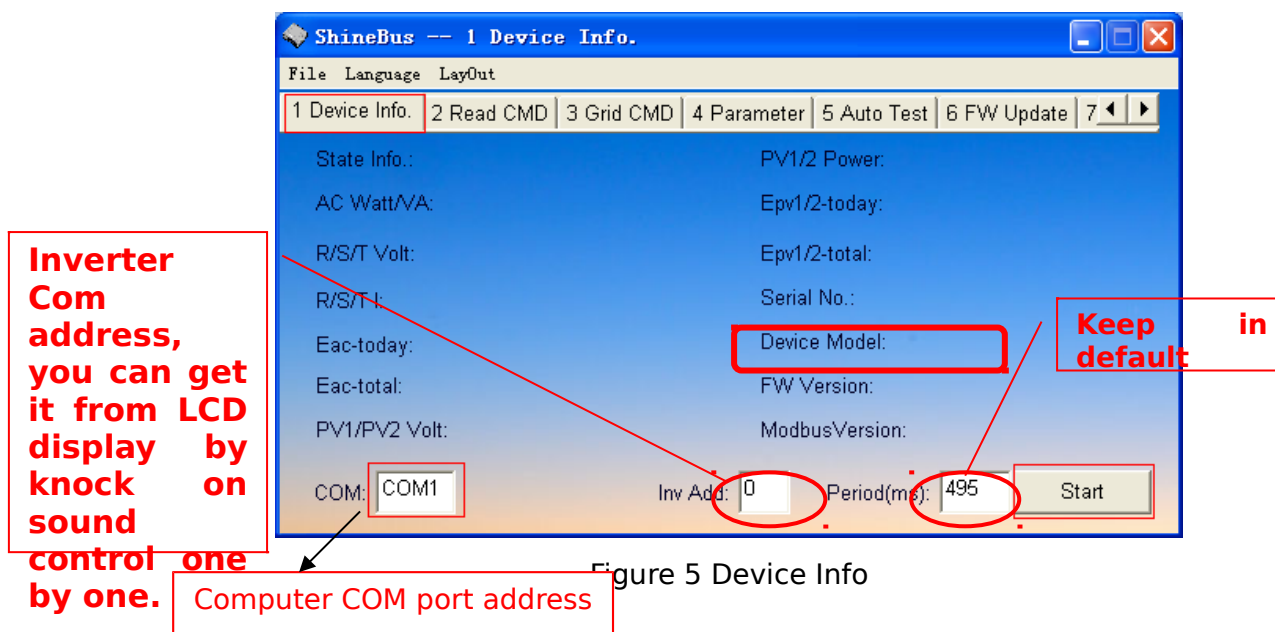 ShineBus -- 1 Device Info.
File Language LayOut
1 Device Info. 2 Read CMD 3 Grid CMD 4 Parameter 5 Auto Test 6 FW Update 7
State Info.:
PV1/2 Power:
AC Watt/VA:
Epv1/2-today:
R/S/T Volt:
Epv1/2-total:
R/S/T I:
Serial No.:
Eac-today:
Device Model:
Eac-total:
FW Version:
PV1/PV2 Volt:
ModbusVersion:
COM: COM1 Inv Add: 0 Period(ms): 495 Start
Inverter
Com
address,
you can get
it from LCD
display by
knock on
sound
control one
by one.
Keep in
default
Computer COM port address
Figure 5 Device Info